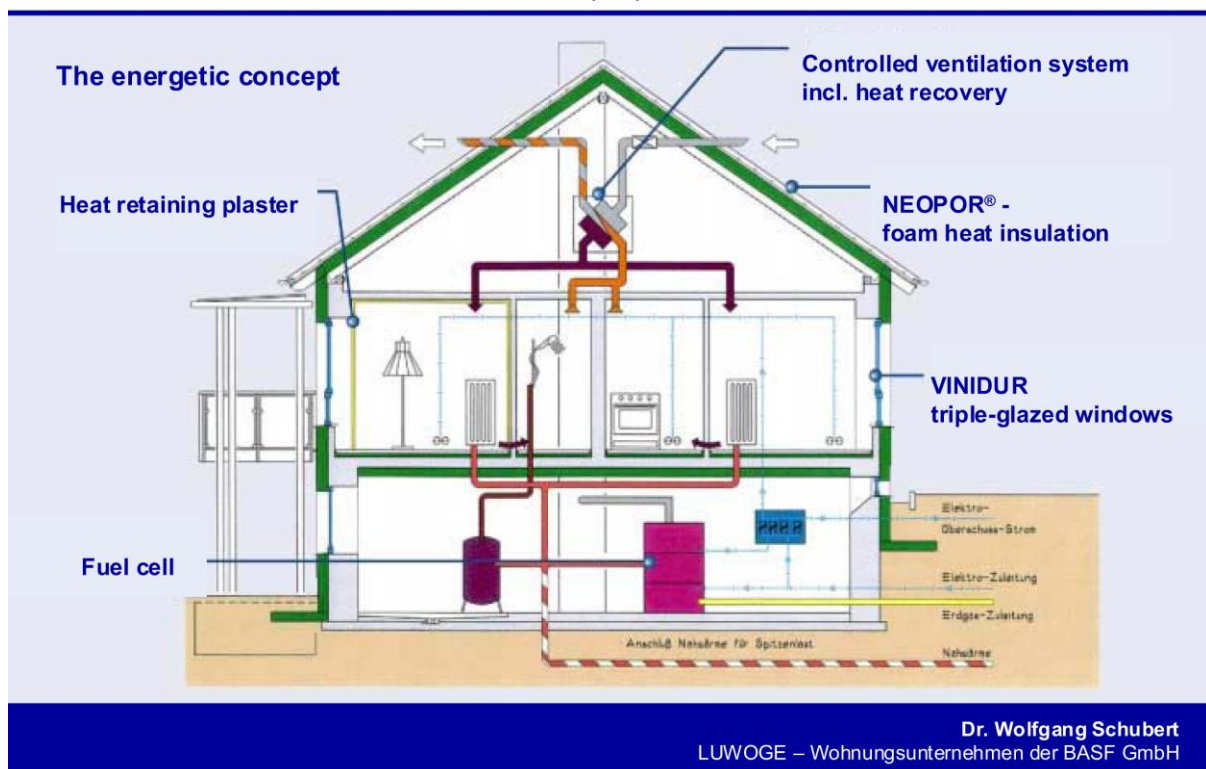 The energetic concept
Controlled ventilation system
incl. heat recovery
Heat retaining plaster
NEOPOR® -
foam heat insulation
VINIDUR
triple-glazed windows
Fuel cell
Elektro-
Überschuss-Strom
Elektro-Zuleitung
Erdgas-Zuleitung
Anschluß Nahwärme für Spitzenlast
Nahwärme
Dr. Wolfgang Schubert
LUWOGE – Wohnungsunternehmen der BASF GmbH